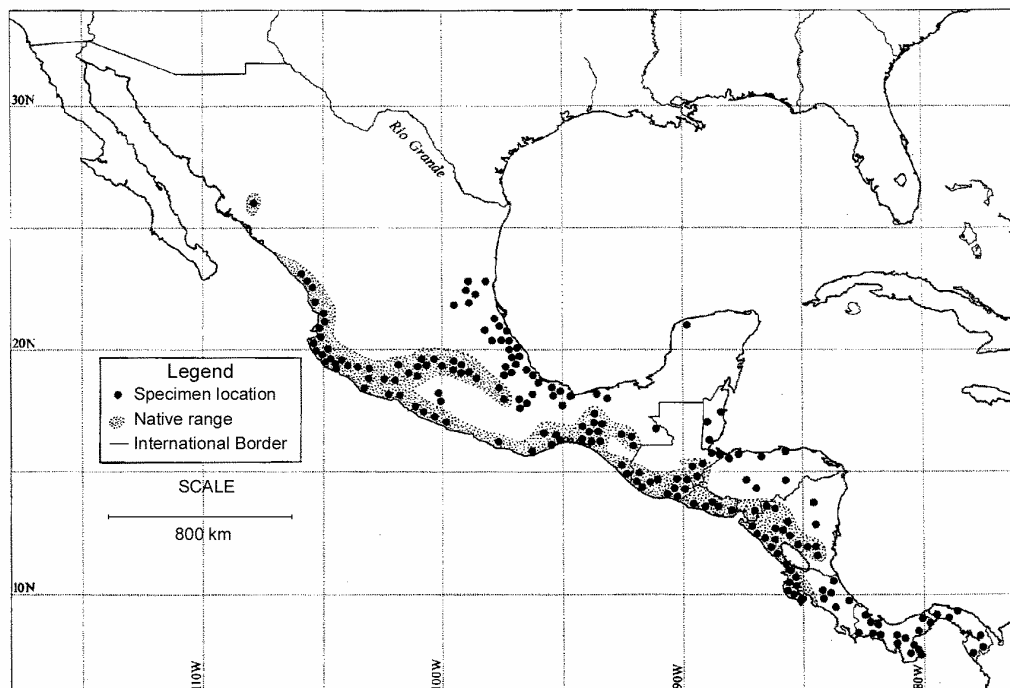 30N
Rio Grande
20N
Legend
Specimen location
Native range
International Border
SCALE
800 km
10N
110W
100W
90W
80W